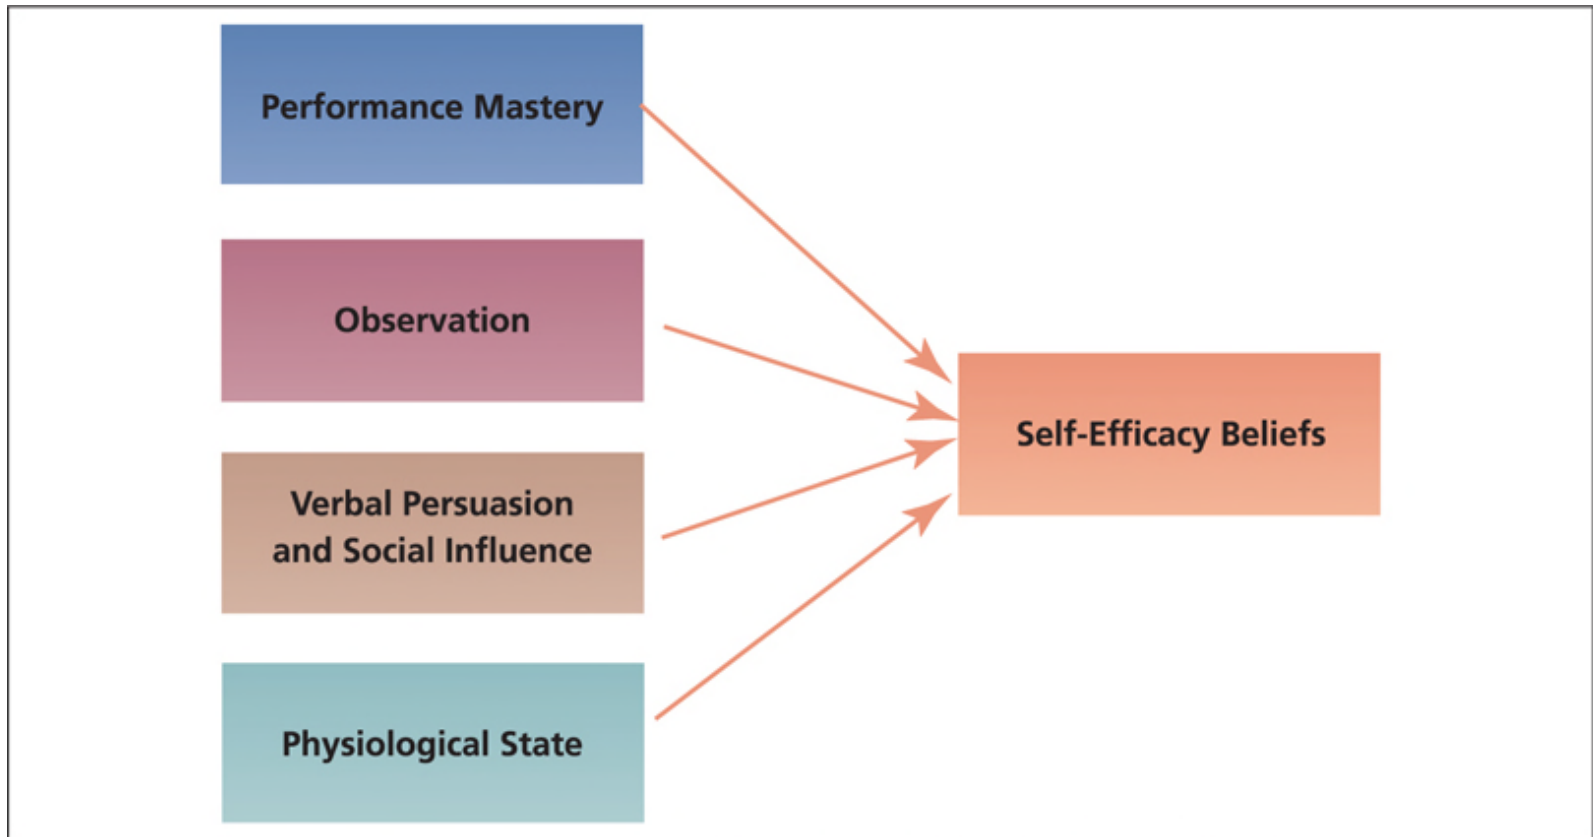 Performance Mastery
Observation
Verbal Persuasion
and Social Influence
Physiological State
Self-Efficacy Beliefs